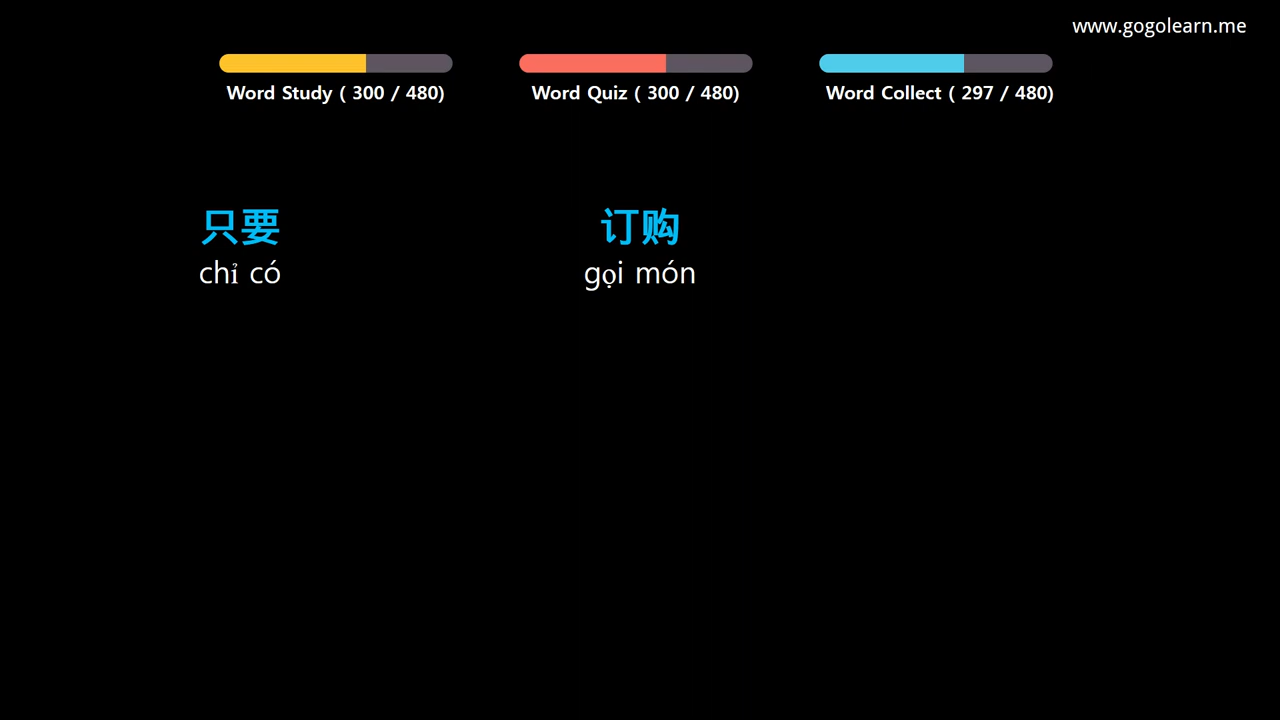 www.gogolearn.me
Word Study ( 300 / 480)
Word Quiz ( 300 / 480)
Word Collect ( 297 / 480)
只要
chỉ có
订购
gọi món